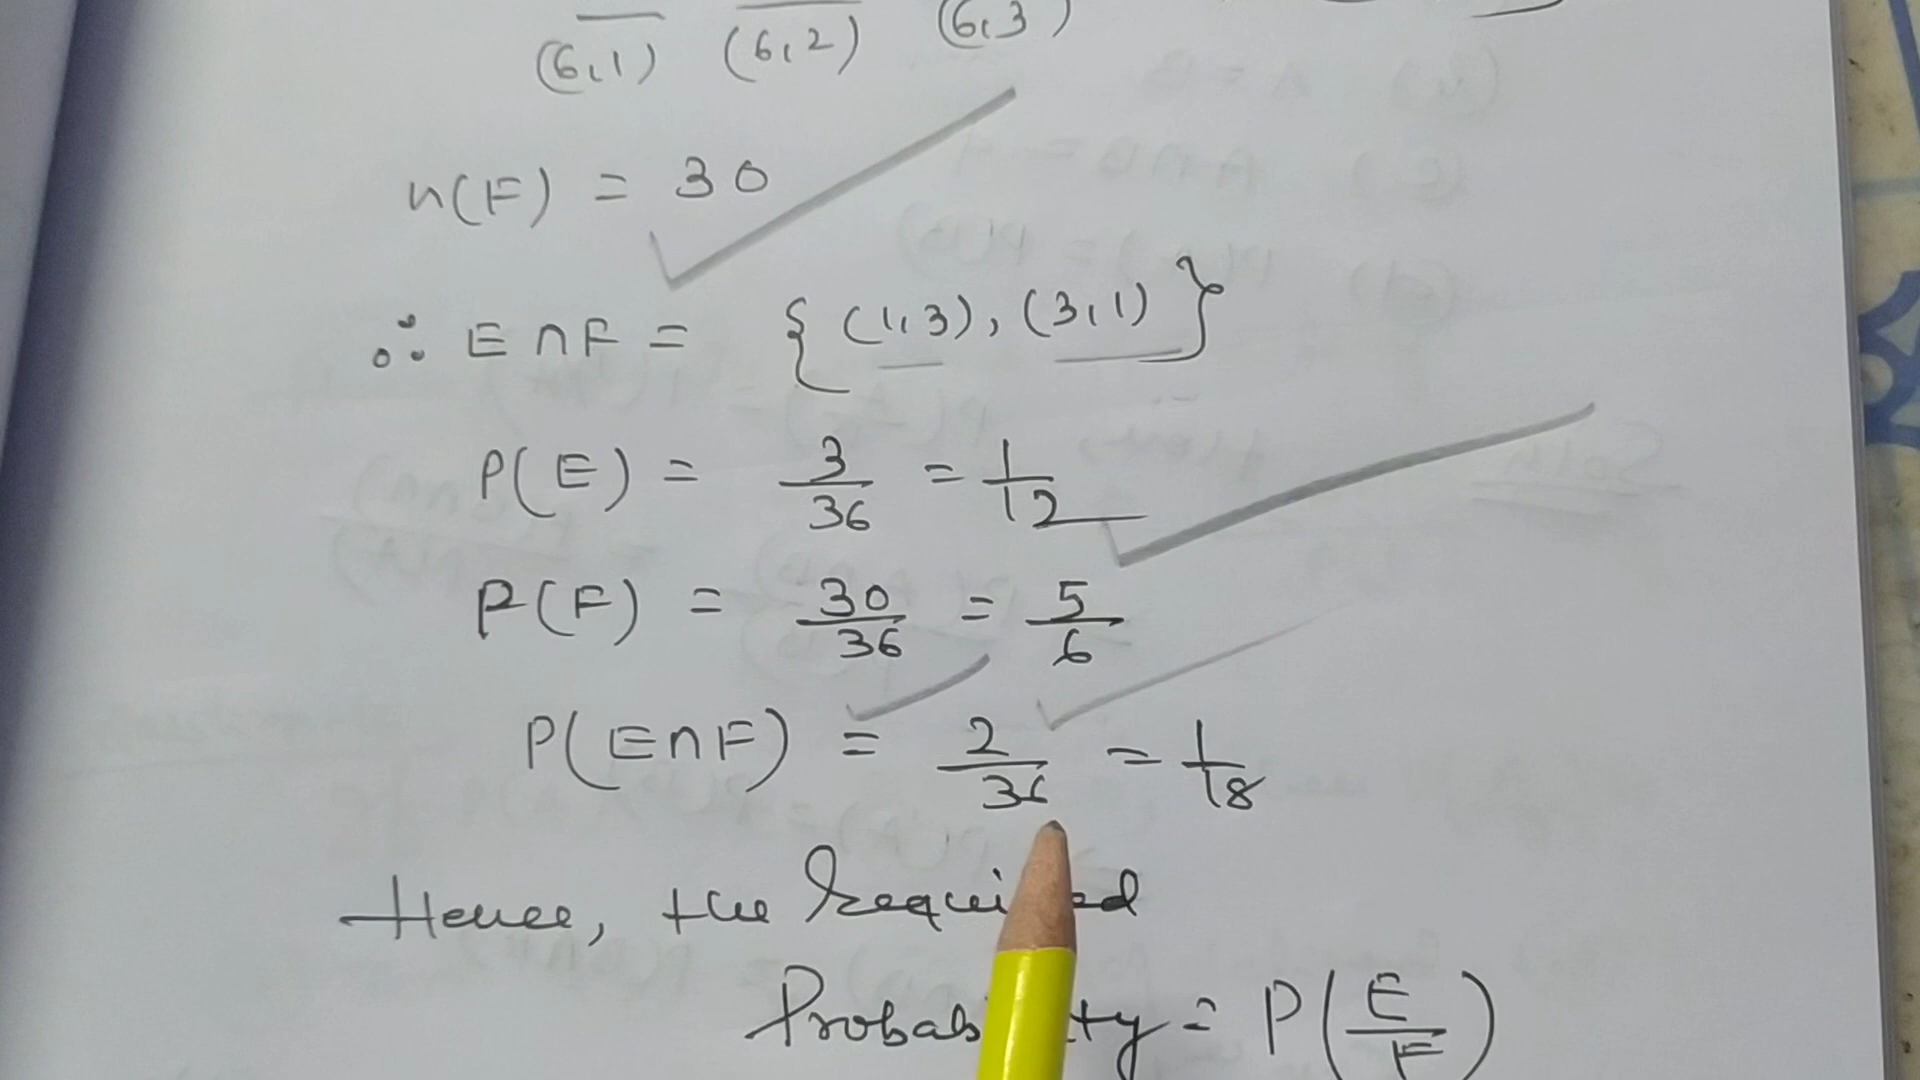 (6,1) (6,2) (6,3)
n(F) = 30
∴ E∩F = {(1,3), (3,1)}
P(E) = 3/36 = 1/12
P(F) = 30/36 = 5/6
P(E∩F) = 2/36 = 1/18
Hence, the required
Probability = P(E/F)